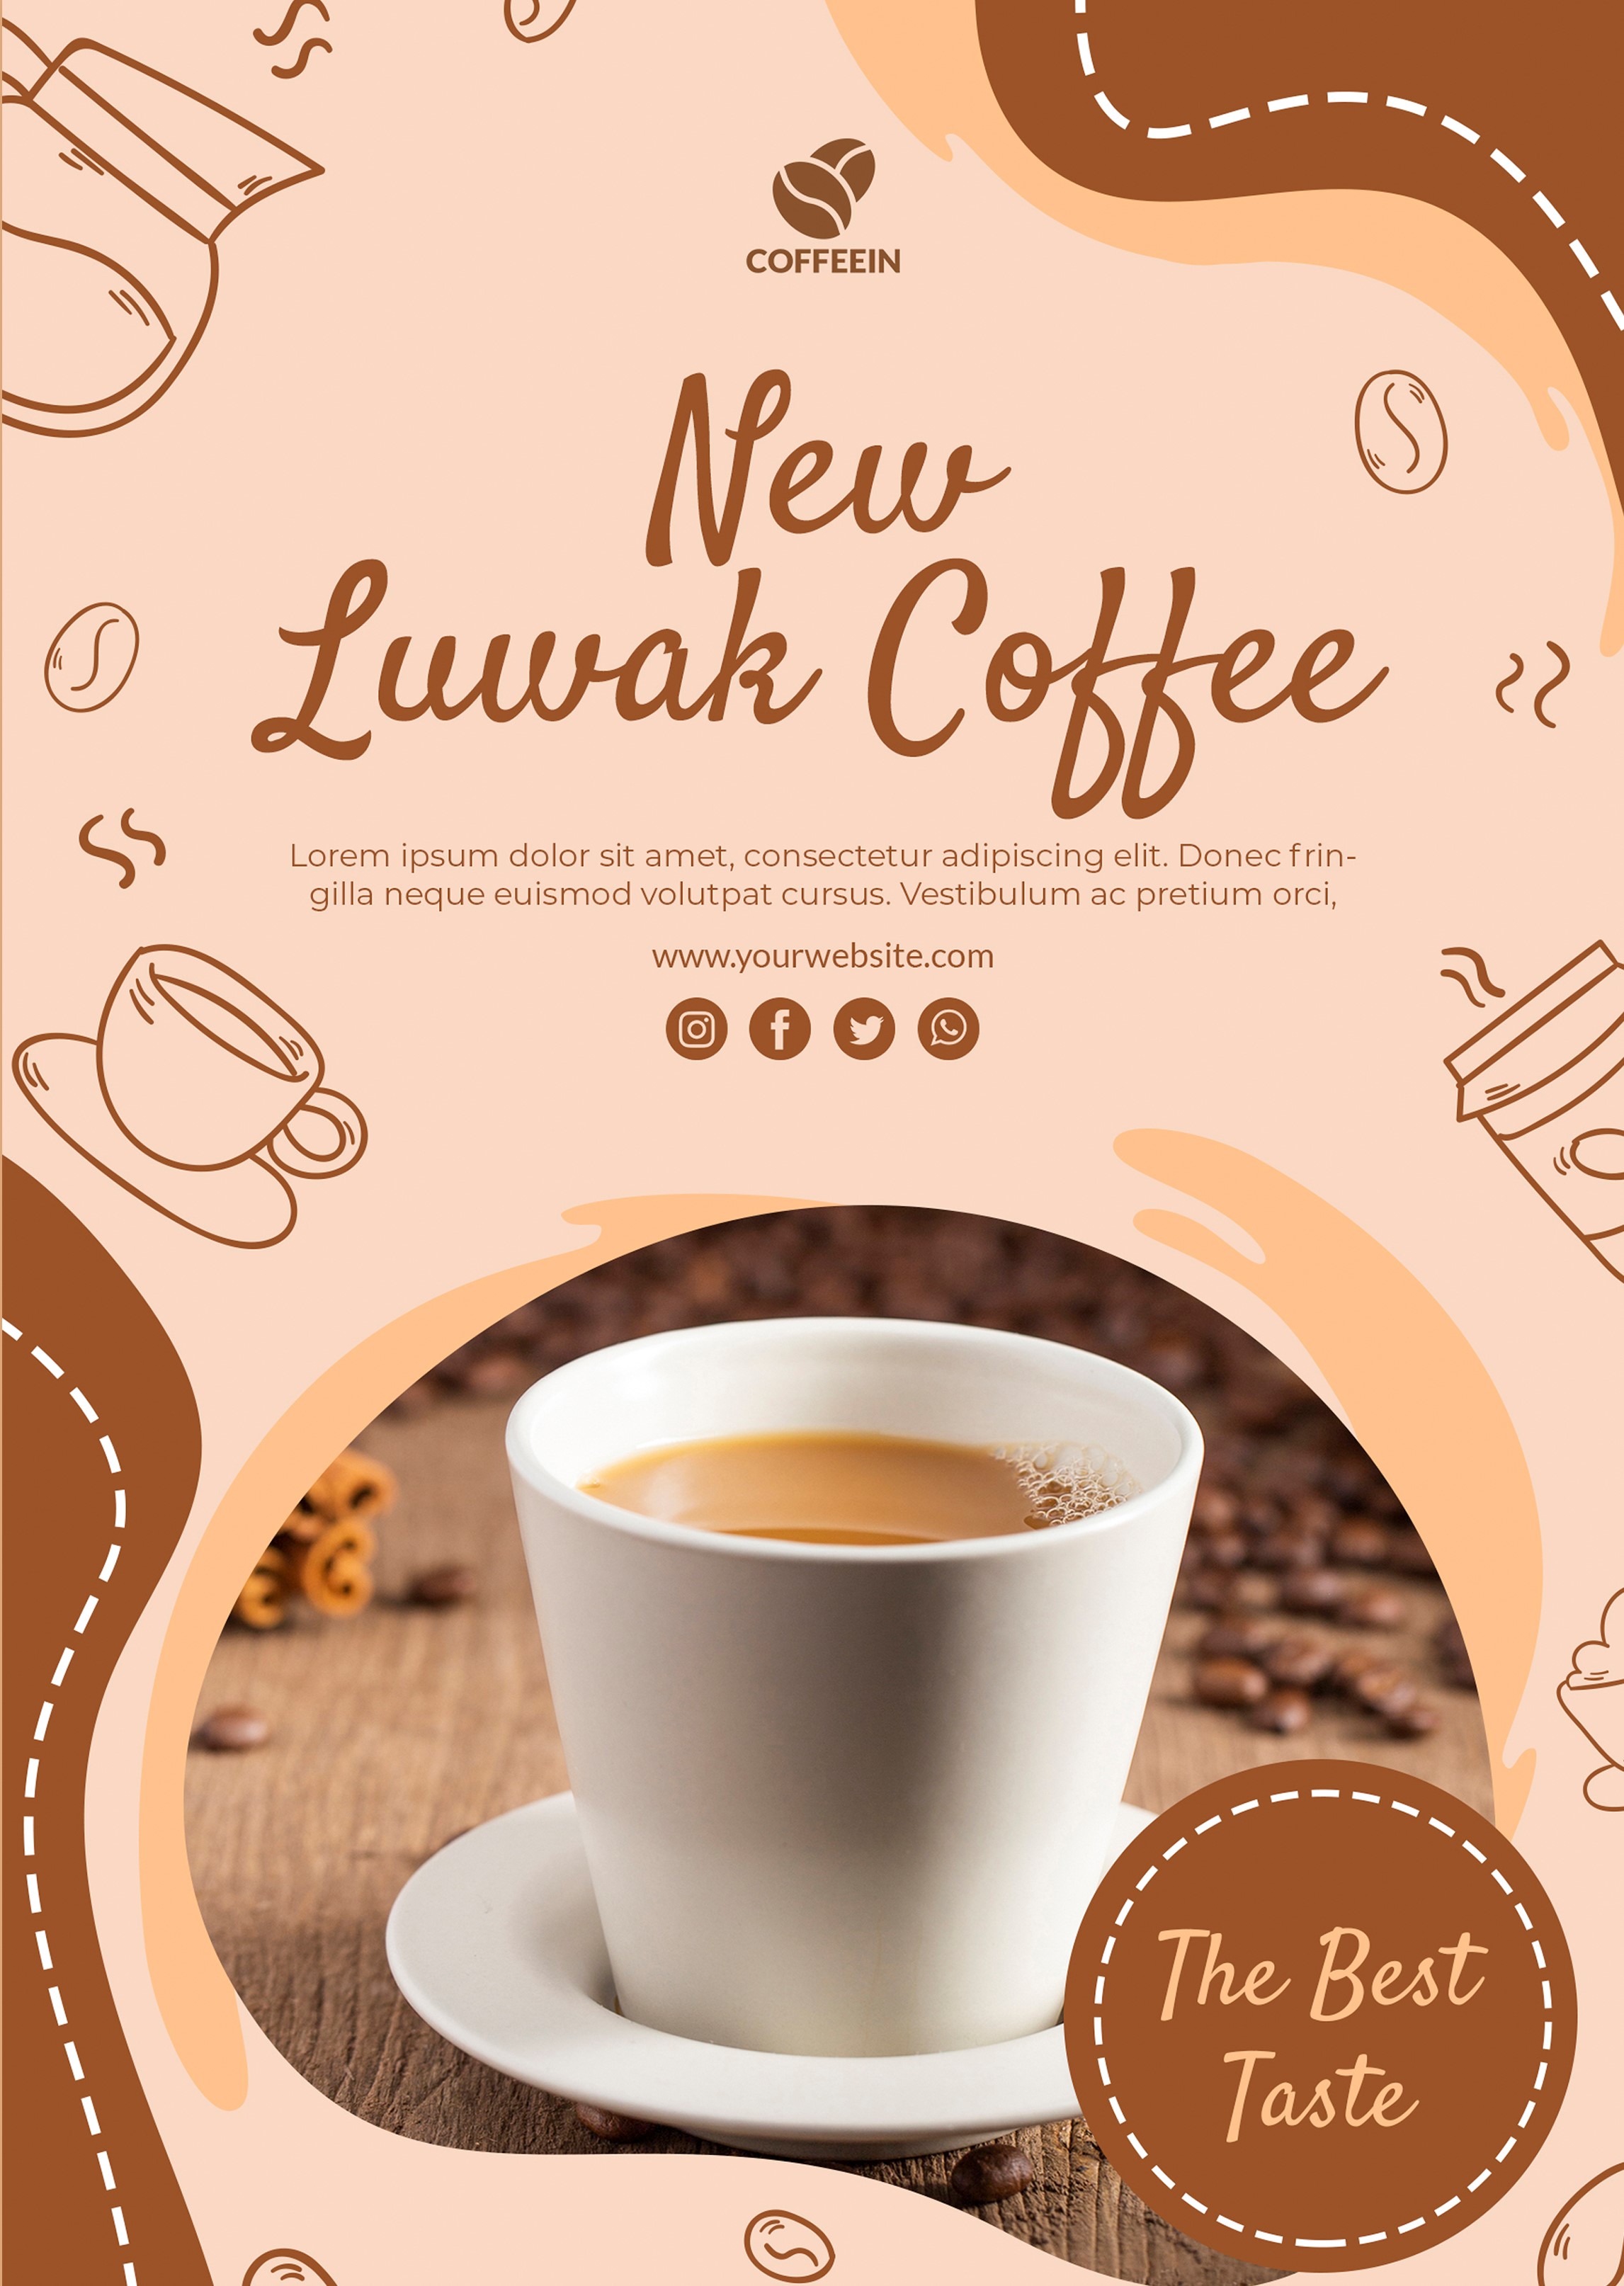 COFFEEIN
New
Luwak Coffee
Lorem ipsum dolor sit amet, consectetur adipiscing elit. Donec frin-
gilla neque euismod volutpat cursus. Vestibulum ac pretium orci,
www.yourwebsite.com
The Best
Taste